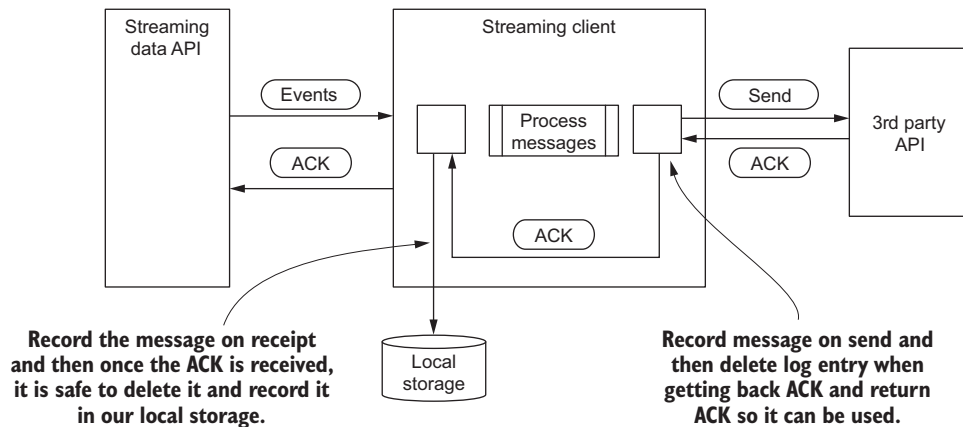 Streaming
data API
Streaming client
Events
ACK
Process
messages
Send
ACK
3rd party
API
ACK
Record the message on receipt
and then once the ACK is received,
it is safe to delete it and record it
in our local storage.
Local
storage
Record message on send and
then delete log entry when
getting back ACK and return
ACK so it can be used.